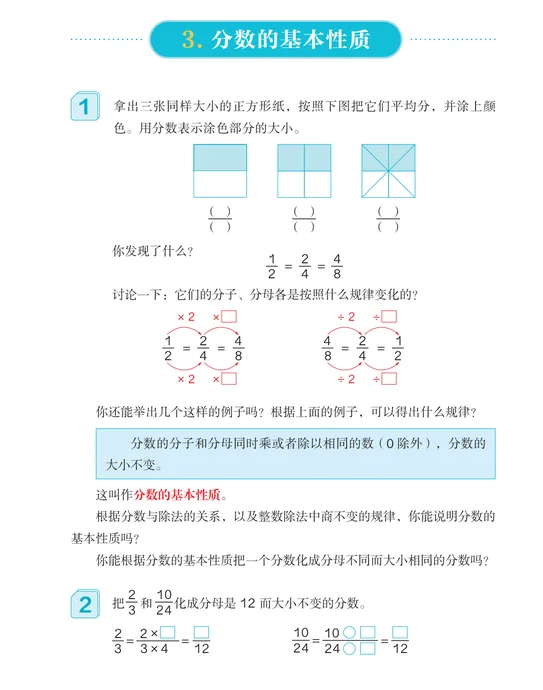 3. 分数的基本性质
1
拿出三张同样大小的正方形纸，按照下图把它们平均分，并涂上颜
色。用分数表示涂色部分的大小。
( )/( ) ( )/( ) ( )/( )
你发现了什么？
1/2 = 2/4 = 4/8
讨论一下：它们的分子、分母各是按照什么规律变化的？
×2 ×□ ÷2 ÷□
1/2 = 2/4 = 4/8 4/8 = 2/4 = 1/2
×2 ×□ ÷2 ÷□
你还能举出几个这样的例子吗？根据上面的例子，可以得出什么规律？
分数的分子和分母同时乘或者除以相同的数（0 除外），分数的
大小不变。
这叫作分数的基本性质。
根据分数与除法的关系，以及整数除法中商不变的规律，你能说明分数的
基本性质吗？
你能根据分数的基本性质把一个分数化成分母不同而大小相同的分数吗？
2
把 2/3 和 10/24 化成分母是 12 而大小不变的分数。
2/3 = 2×□/3×4 = □/12 10/24 = 10○□/24○□ = □/12